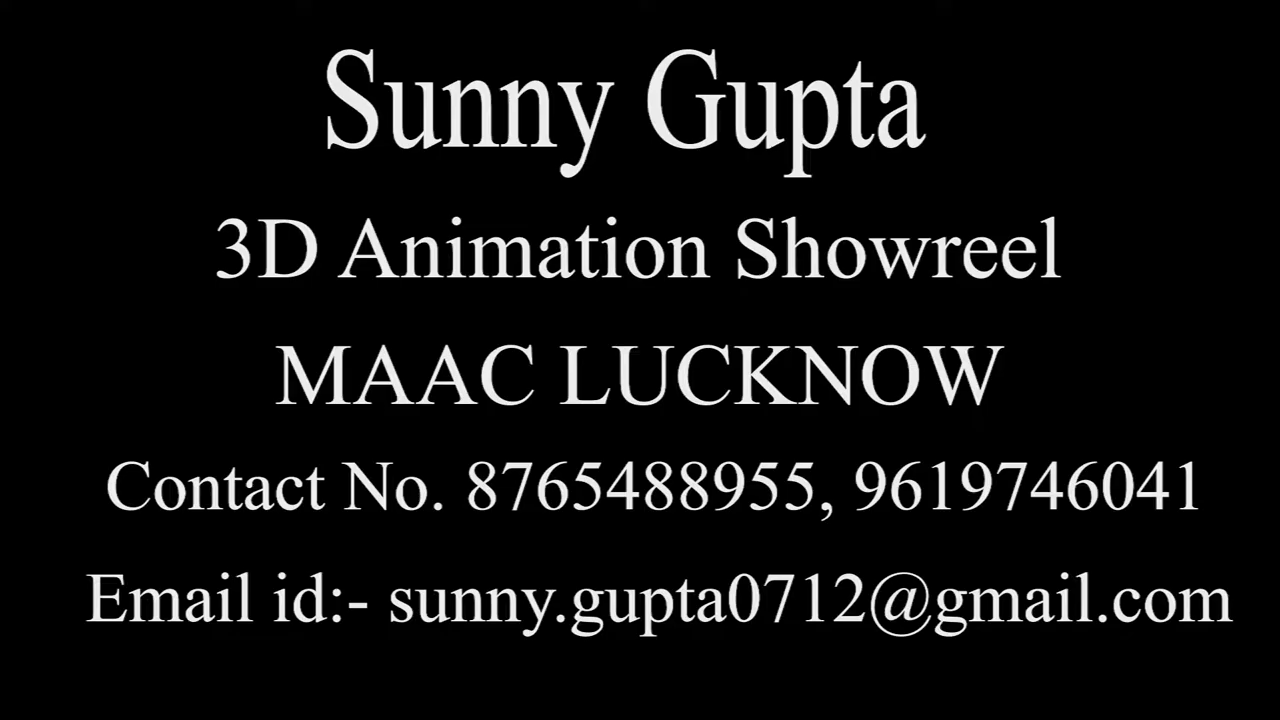 Sunny Gupta
3D Animation Showreel
MAAC LUCKNOW
Contact No. 8765488955, 9619746041
Email id:- sunny.gupta0712@gmail.com